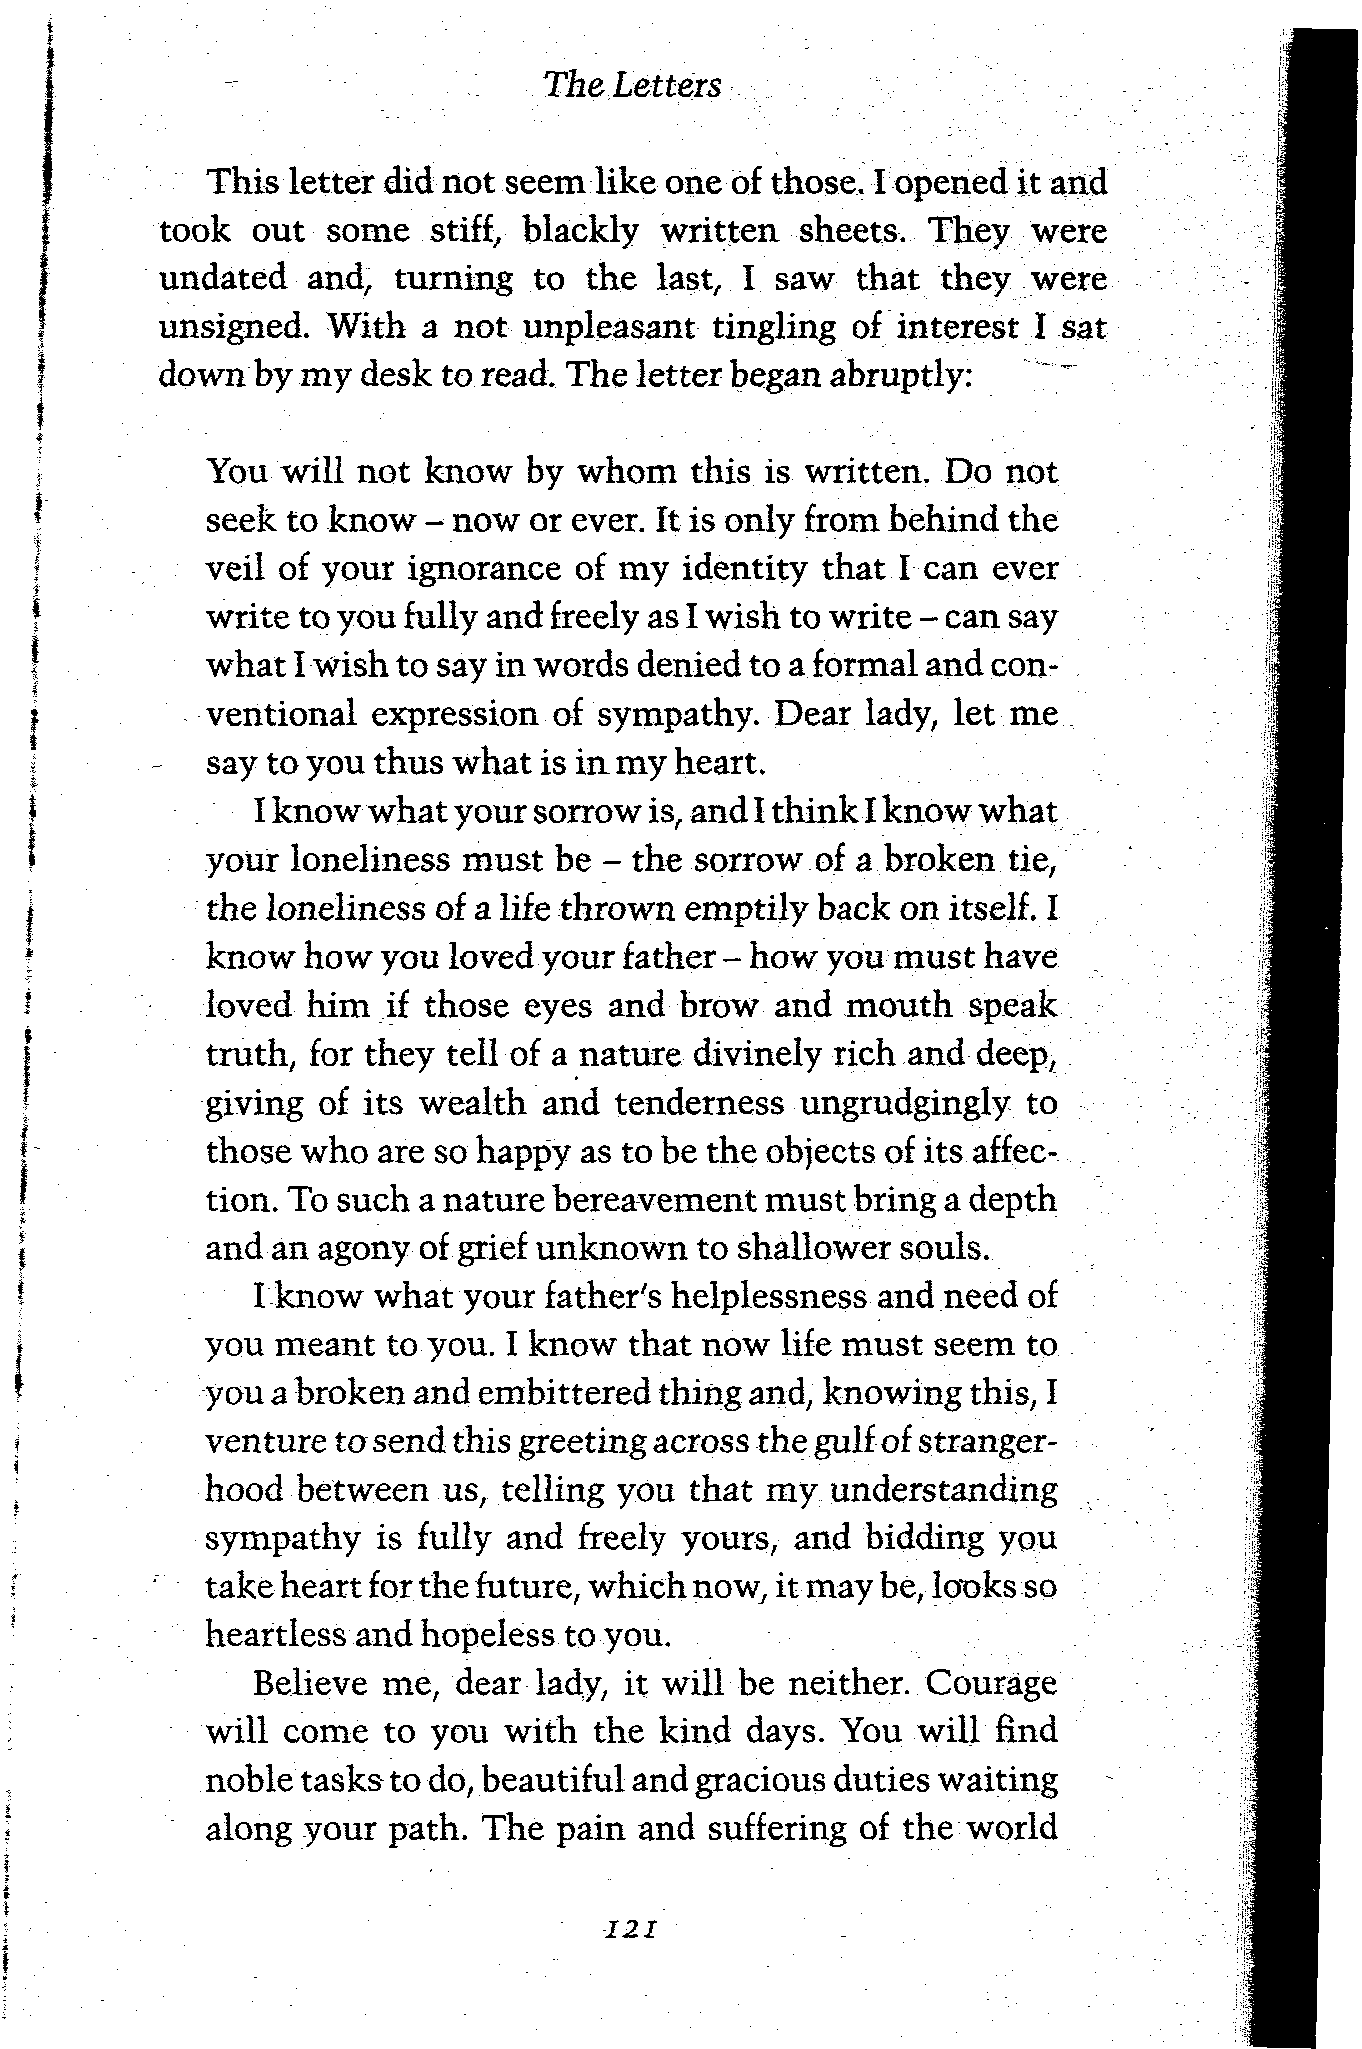 The Letters
This letter did not seem like one of those. I opened it and
took out some stiff, blackly written sheets. They were
undated and, turning to the last, I saw that they were
unsigned. With a not unpleasant tingling of interest I sat
down by my desk to read. The letter began abruptly:
You will not know by whom this is written. Do not
seek to know – now or ever. It is only from behind the
veil of your ignorance of my identity that I can ever
write to you fully and freely as I wish to write – can say
what I wish to say in words denied to a formal and con-
ventional expression of sympathy. Dear lady, let me
say to you thus what is in my heart.
I know what your sorrow is, and I think I know what
your loneliness must be – the sorrow of a broken tie,
the loneliness of a life thrown emptily back on itself. I
know how you loved your father – how you must have
loved him if those eyes and brow and mouth speak
truth, for they tell of a nature divinely rich and deep,
giving of its wealth and tenderness ungrudgingly to
those who are so happy as to be the objects of its affec-
tion. To such a nature bereavement must bring a depth
and an agony of grief unknown to shallower souls.
I know what your father's helplessness and need of
you meant to you. I know that now life must seem to
you a broken and embittered thing and, knowing this, I
venture to send this greeting across the gulf of stranger-
hood between us, telling you that my understanding
sympathy is fully and freely yours, and bidding you
take heart for the future, which now, it may be, looks so
heartless and hopeless to you.
Believe me, dear lady, it will be neither. Courage
will come to you with the kind days. You will find
noble tasks to do, beautiful and gracious duties waiting
along your path. The pain and suffering of the world
121